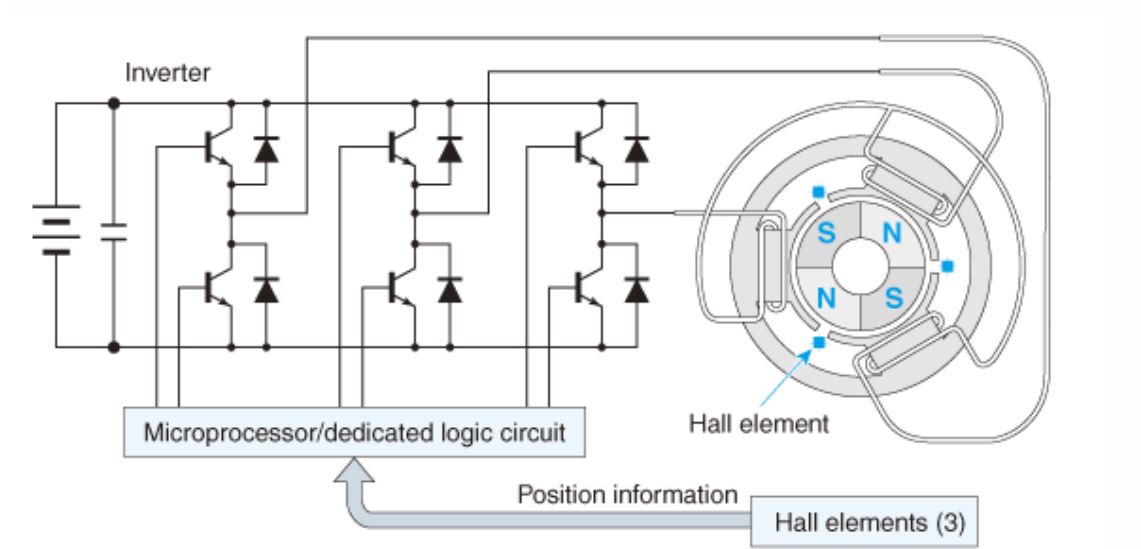 Inverter
S N
N S
Hall element
Microprocessor/dedicated logic circuit
Position information
Hall elements (3)